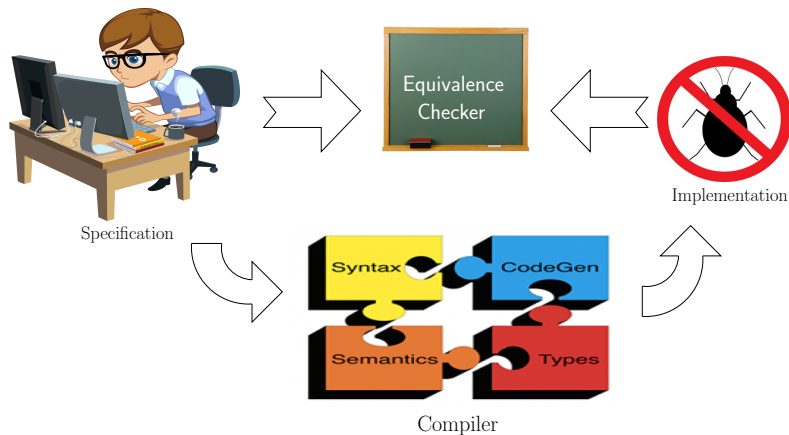 Equivalence
Checker
Implementation
Specification
Syntax
CodeGen
Semantics
Types
Compiler